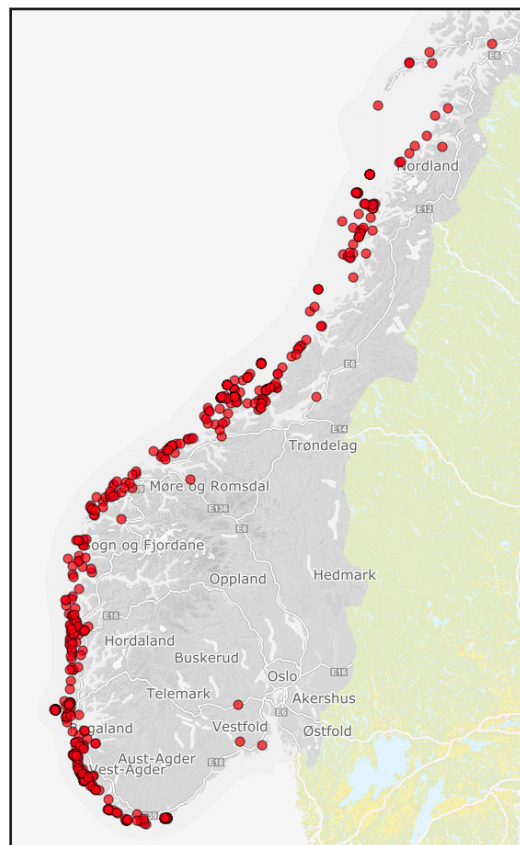 E6
Nordland
E12
E6
E14
Trøndelag
Møre og Romsdal
E136
E6
Sogn og Fjordane
Hedmark
Oppland
E16
Hordaland
Buskerud
E16
Oslo
Telemark
Akershus
E6
Rogaland
Vestfold
Østfold
Aust-Agder
E18
Vest-Agder